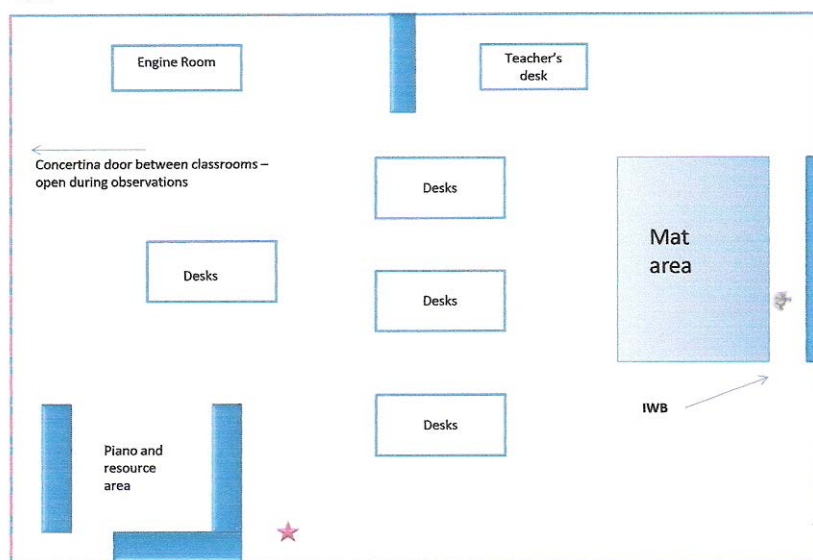 Engine Room
Teacher's
desk
Concertina door between classrooms –
open during observations
Desks
Mat
area
Desks
Desks
IWB
Desks
Piano and
resource
area